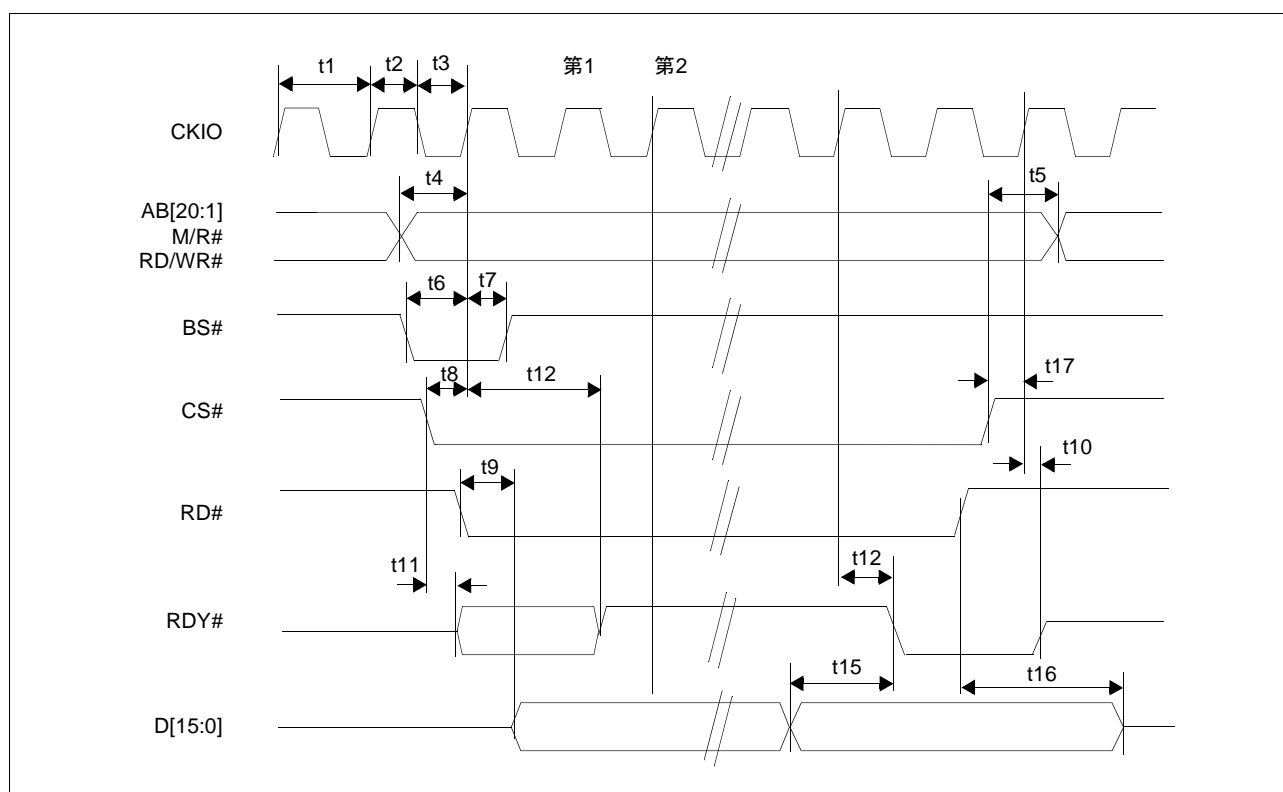 t1 t2 t3 第1 第2
CKIO
t4 t5
AB[20:1]
M/R#
RD/WR#
t6 t7
BS#
t8 t12 t17
CS#
t10
t9
RD#
t11 t12
RDY#
t15 t16
D[15:0]